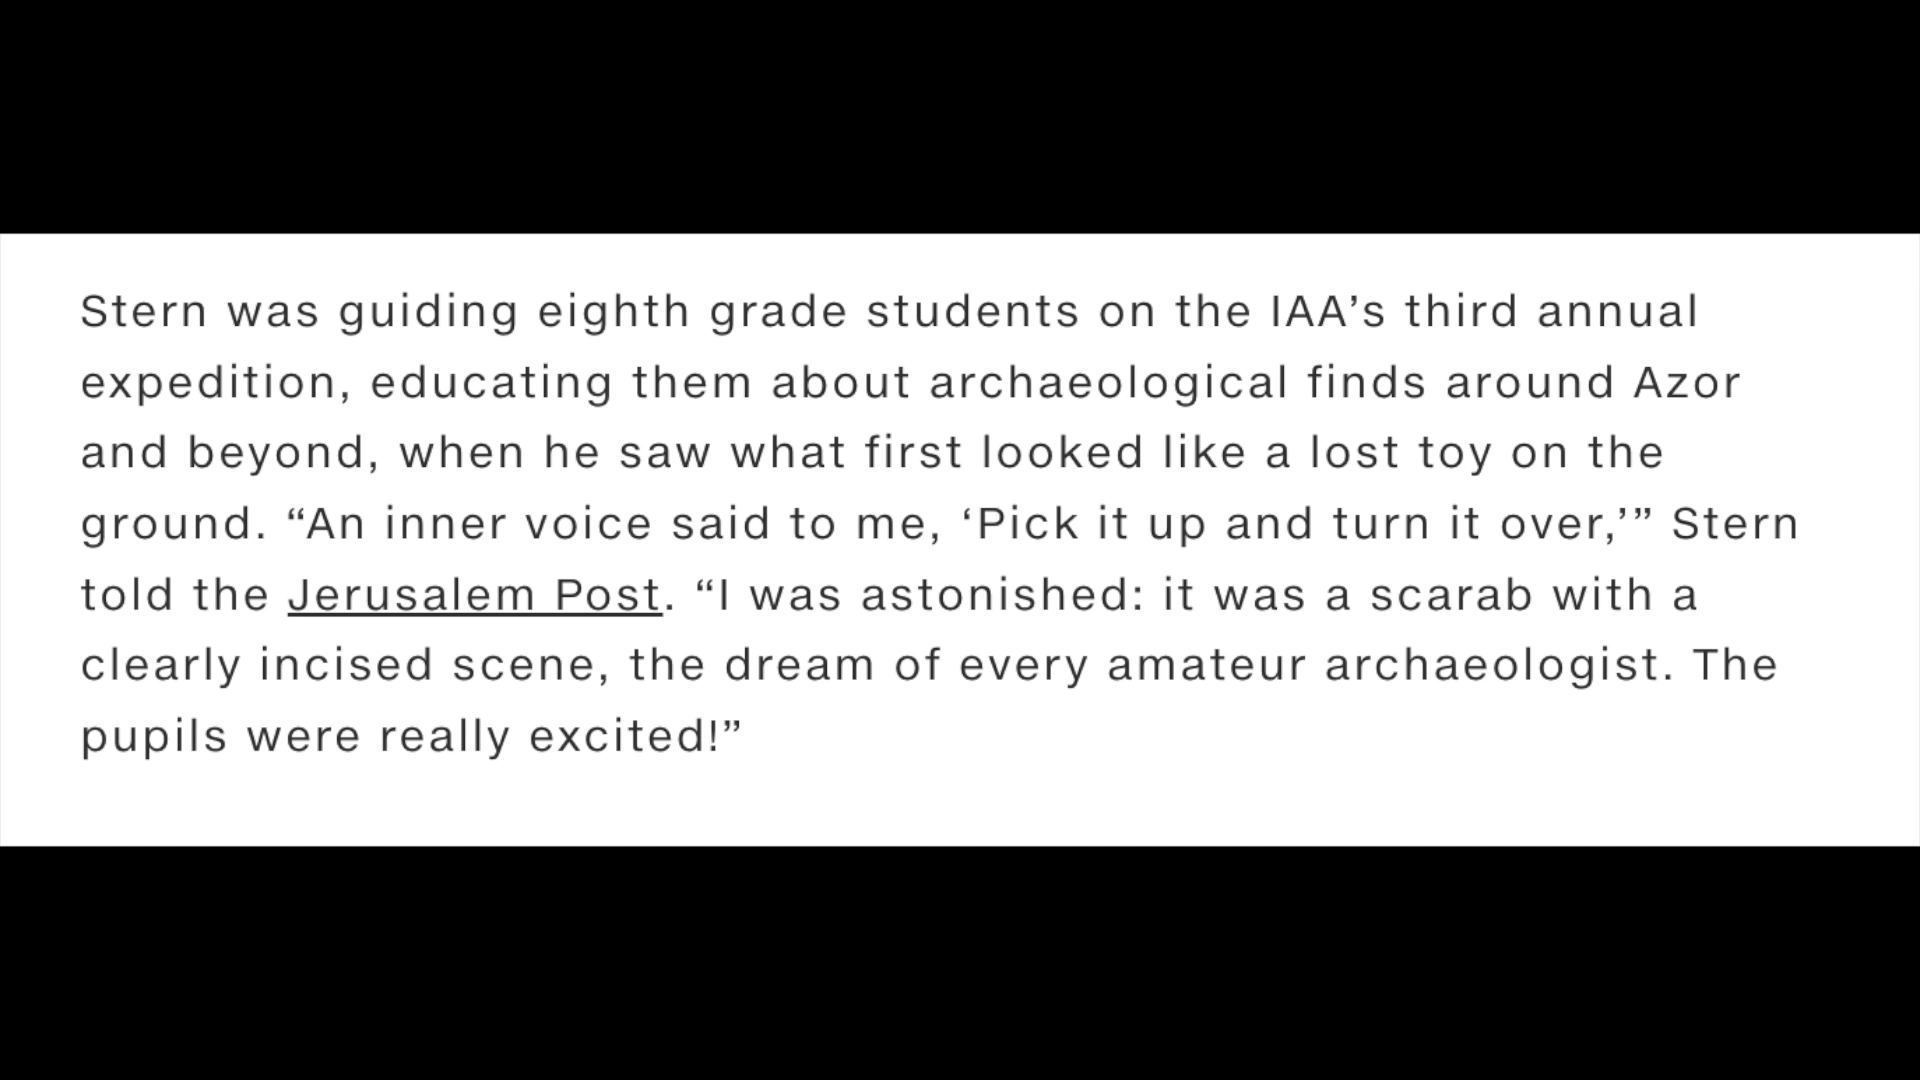 Stern was guiding eighth grade students on the IAA’s third annual
expedition, educating them about archaeological finds around Azor
and beyond, when he saw what first looked like a lost toy on the
ground. “An inner voice said to me, ‘Pick it up and turn it over,’” Stern
told the Jerusalem Post. “I was astonished: it was a scarab with a
clearly incised scene, the dream of every amateur archaeologist. The
pupils were really excited!”